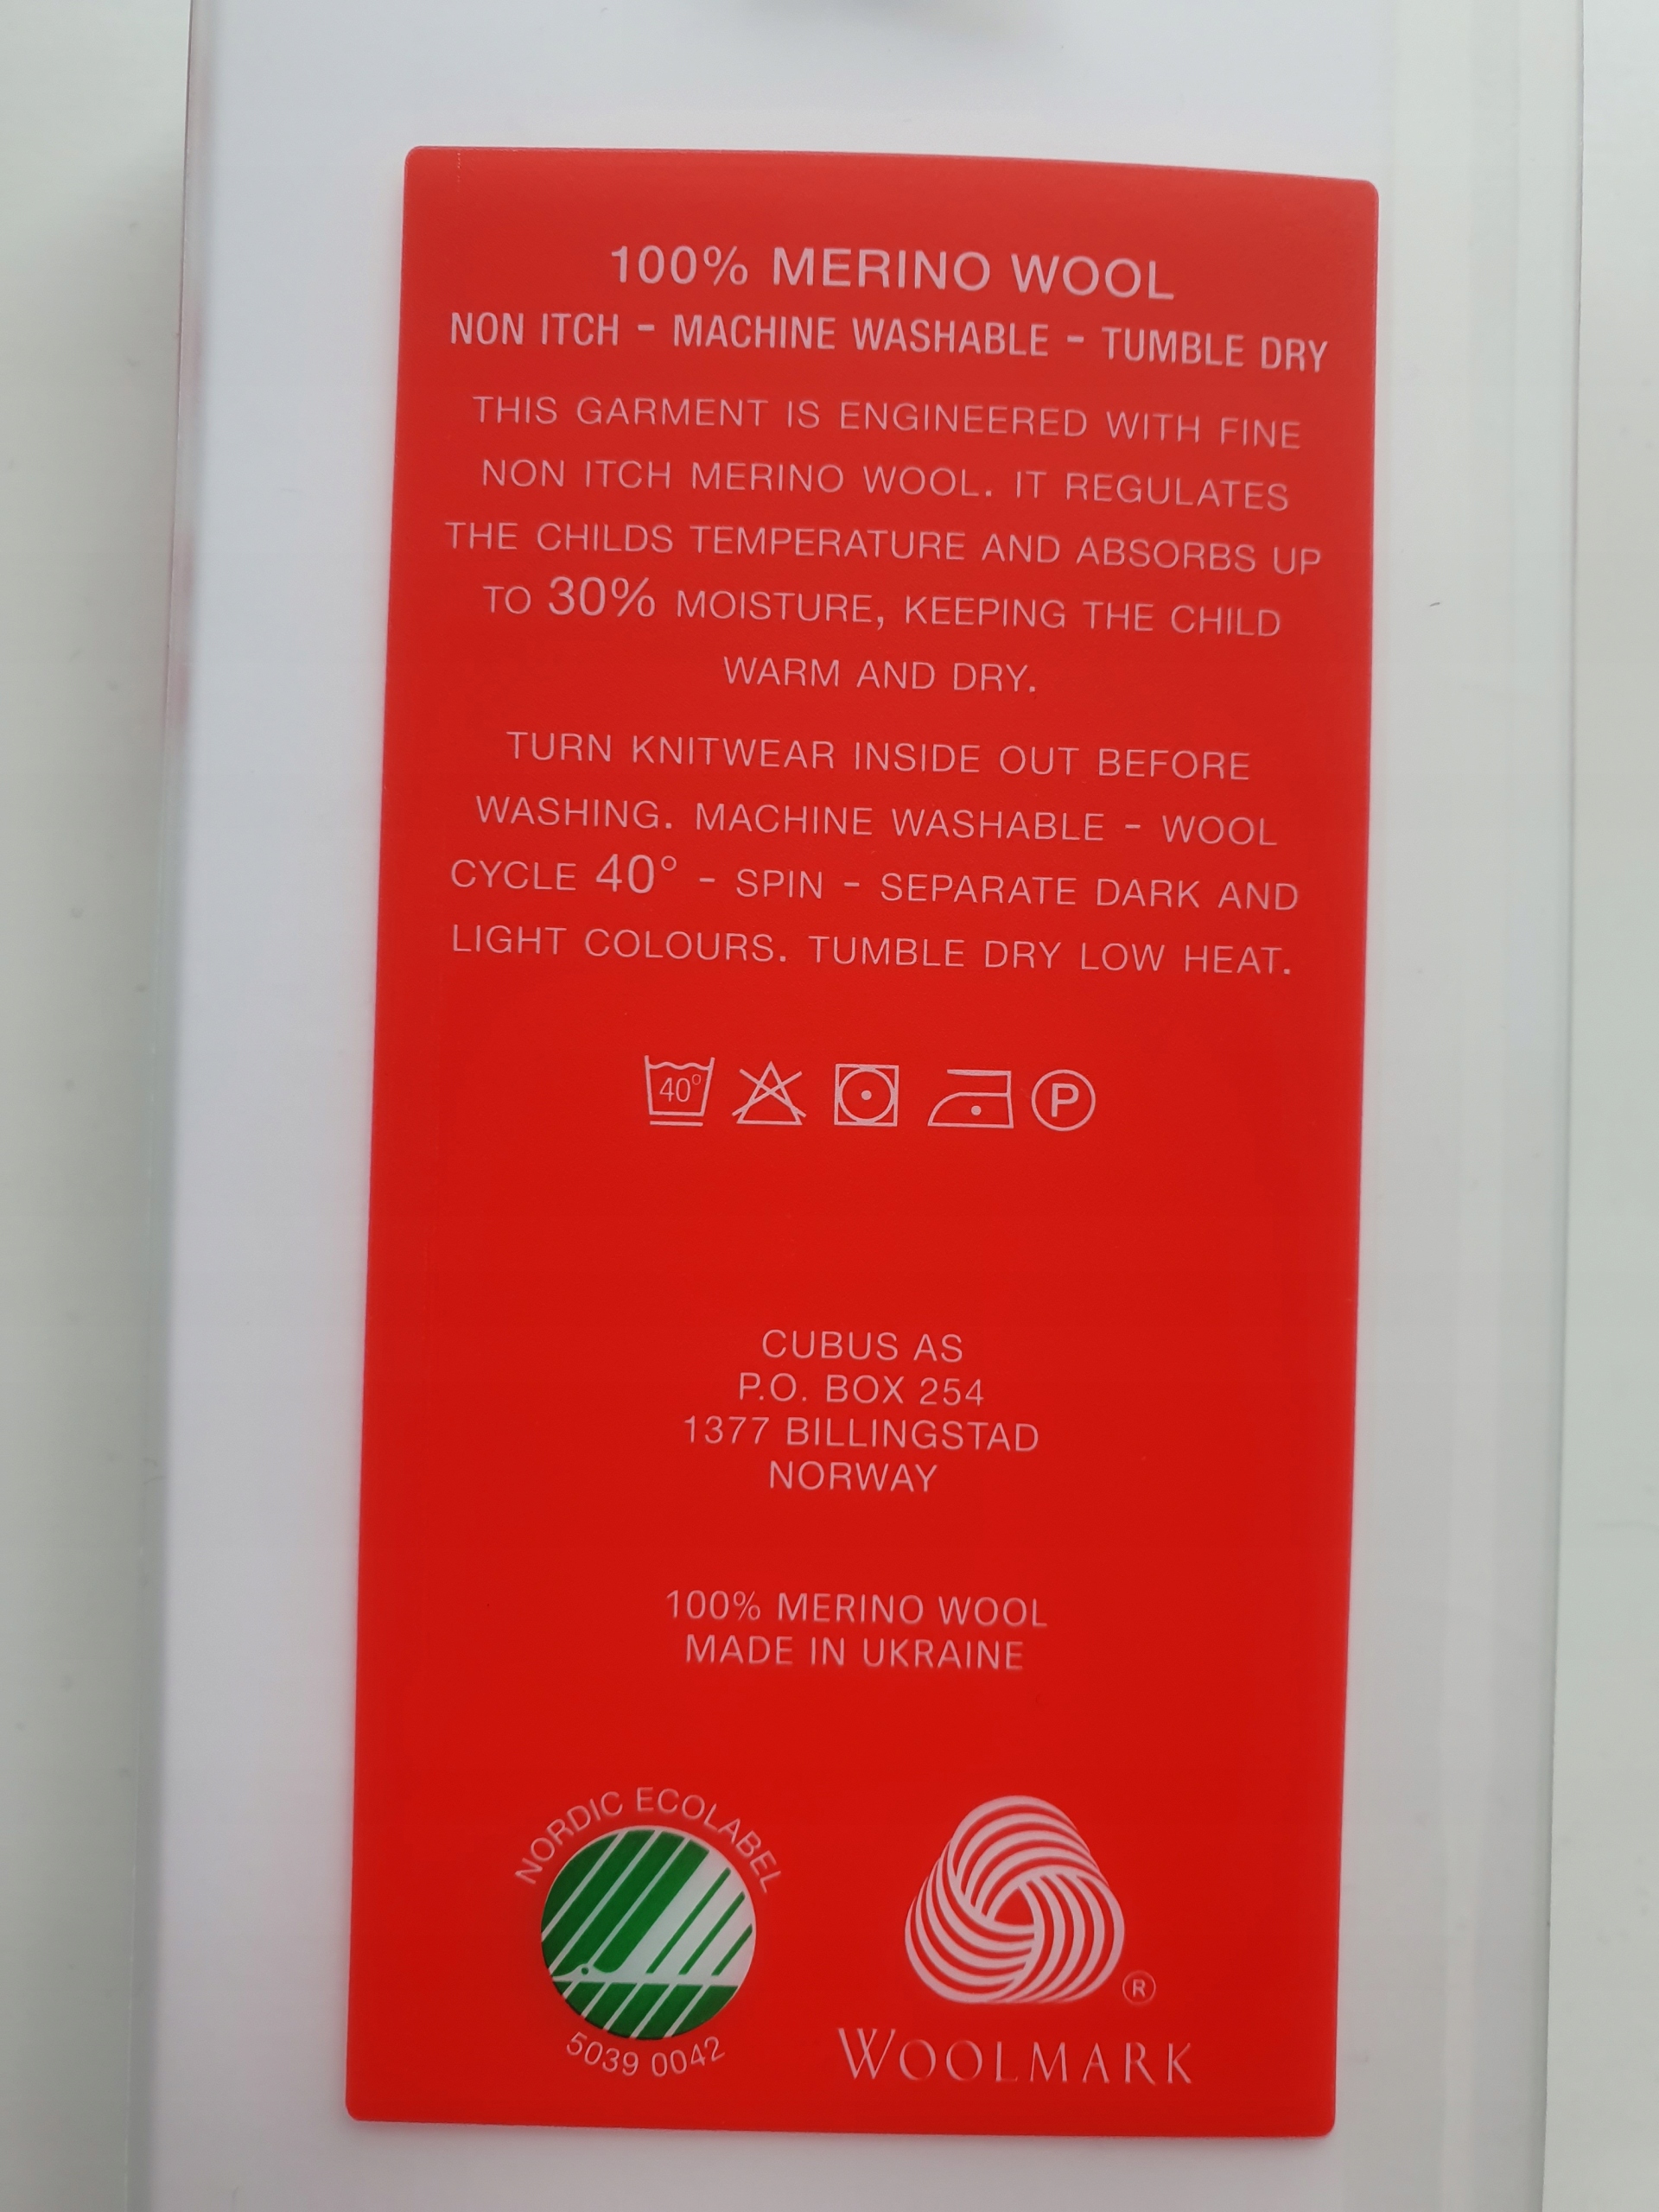 100% MERINO WOOL
NON ITCH - MACHINE WASHABLE - TUMBLE DRY
THIS GARMENT IS ENGINEERED WITH FINE
NON ITCH MERINO WOOL. IT REGULATES
THE CHILDS TEMPERATURE AND ABSORBS UP
TO 30% MOISTURE, KEEPING THE CHILD
WARM AND DRY.
TURN KNITWEAR INSIDE OUT BEFORE
WASHING. MACHINE WASHABLE - WOOL
CYCLE 40° - SPIN - SEPARATE DARK AND
LIGHT COLOURS. TUMBLE DRY LOW HEAT.
40° P
CUBUS AS
P.O. BOX 254
1377 BILLINGSTAD
NORWAY
100% MERINO WOOL
MADE IN UKRAINE
NORDIC ECOLABEL
5039 0042
®
WOOLMARK